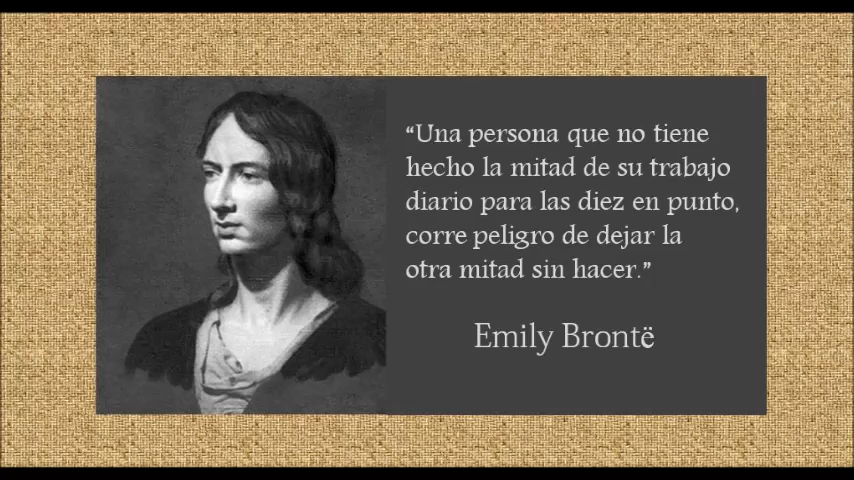 “Una persona que no tiene
hecho la mitad de su trabajo
diario para las diez en punto,
corre peligro de dejar la
otra mitad sin hacer.”
Emily Brontë